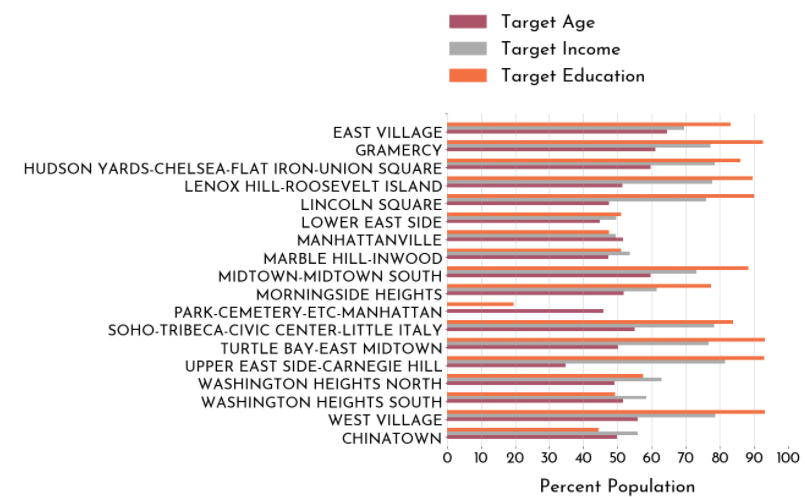 Target Age
Target Income
Target Education
EAST VILLAGE
GRAMERCY
HUDSON YARDS-CHELSEA-FLAT IRON-UNION SQUARE
LENOX HILL-ROOSEVELT ISLAND
LINCOLN SQUARE
LOWER EAST SIDE
MANHATTANVILLE
MARBLE HILL-INWOOD
MIDTOWN-MIDTOWN SOUTH
MORNINGSIDE HEIGHTS
PARK-CEMETERY-ETC-MANHATTAN
SOHO-TRIBECA-CIVIC CENTER-LITTLE ITALY
TURTLE BAY-EAST MIDTOWN
UPPER EAST SIDE-CARNEGIE HILL
WASHINGTON HEIGHTS NORTH
WASHINGTON HEIGHTS SOUTH
WEST VILLAGE
CHINATOWN
0 10 20 30 40 50 60 70 80 90 100
Percent Population